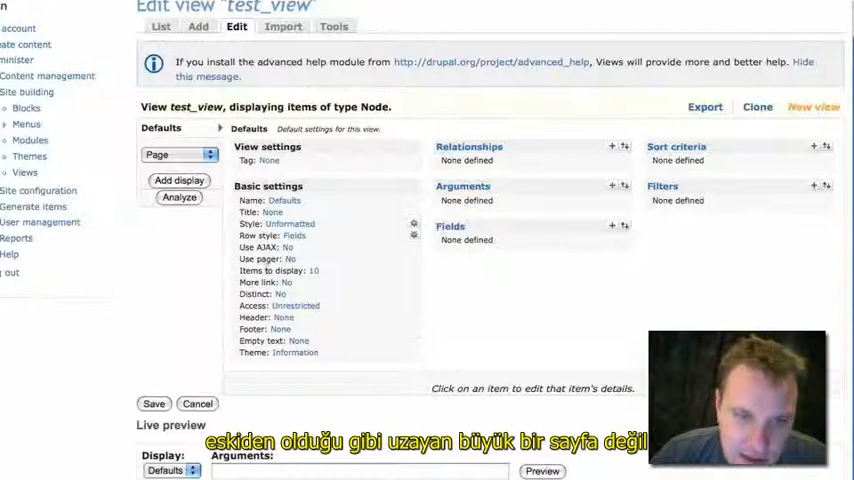 n
Edit view "test_view"
account
eate content
minister
Content management
Site building
Blocks
Menus
Modules
Themes
Views
Site configuration
Generate items
User management
Reports
Help
out
List Add Edit Import Tools
If you install the advanced help module from http://drupal.org/project/advanced_help, Views will provide more and better help. Hide
this message.
View test_view, displaying items of type Node.
Export Clone New view
Defaults
Page
Add display
Analyze
Defaults Default settings for this view.
View settings
Tag: None
Basic settings
Name: Defaults
Title: None
Style: Unformatted
Row style: Fields
Use AJAX: No
Use pager: No
Items to display: 10
More link: No
Distinct: No
Access: Unrestricted
Header: None
Footer: None
Empty text: None
Theme: Information
Relationships
None defined
Arguments
None defined
Fields
None defined
Sort criteria
None defined
Filters
None defined
Click on an item to edit that item's details.
Save Cancel
Live preview
eskiden olduğu gibi uzayan büyük bir sayfa değil
Display: Arguments:
Defaults Preview